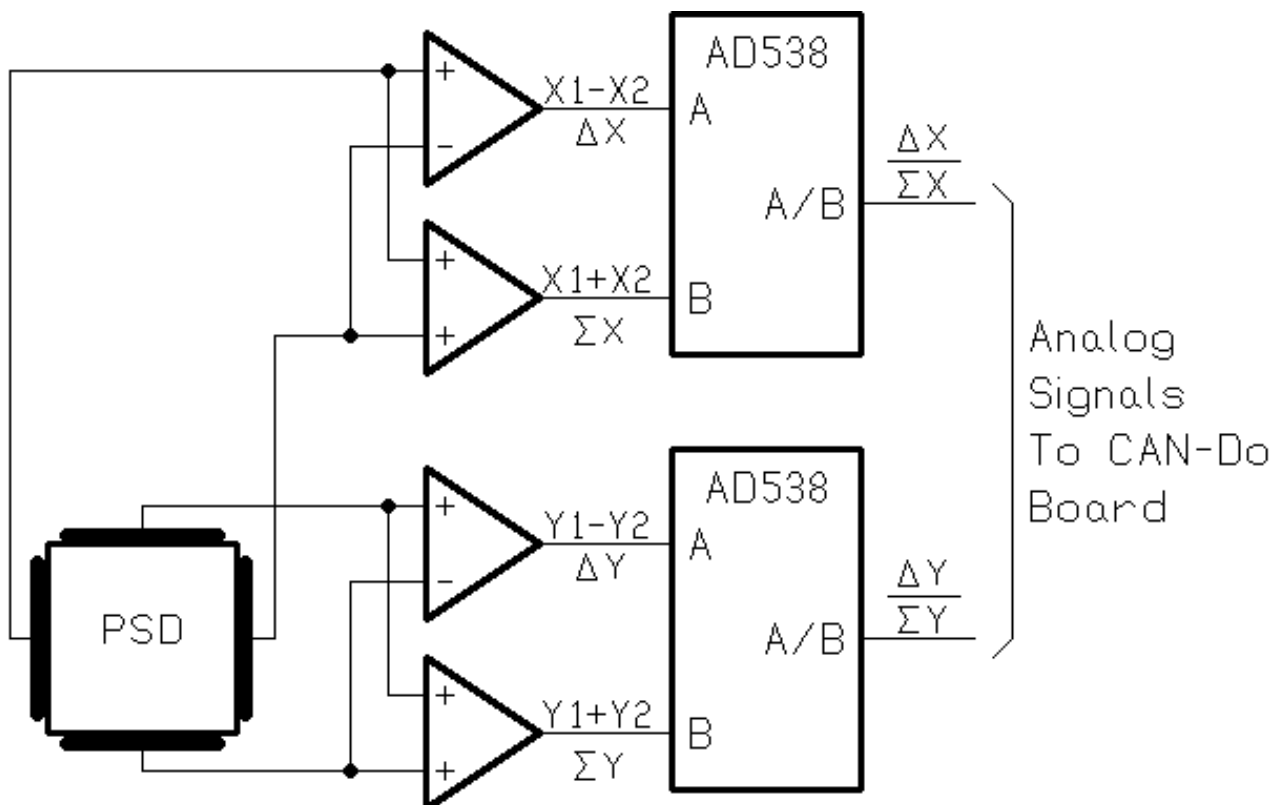 +
-
X1-X2
ΔX
AD538
A
A/B
B
+
+
X1+X2
ΣX
ΔX
ΣX
Analog
Signals
To CAN-Do
Board
PSD
+
-
Y1-Y2
ΔY
AD538
A
A/B
B
+
+
Y1+Y2
ΣY
ΔY
ΣY